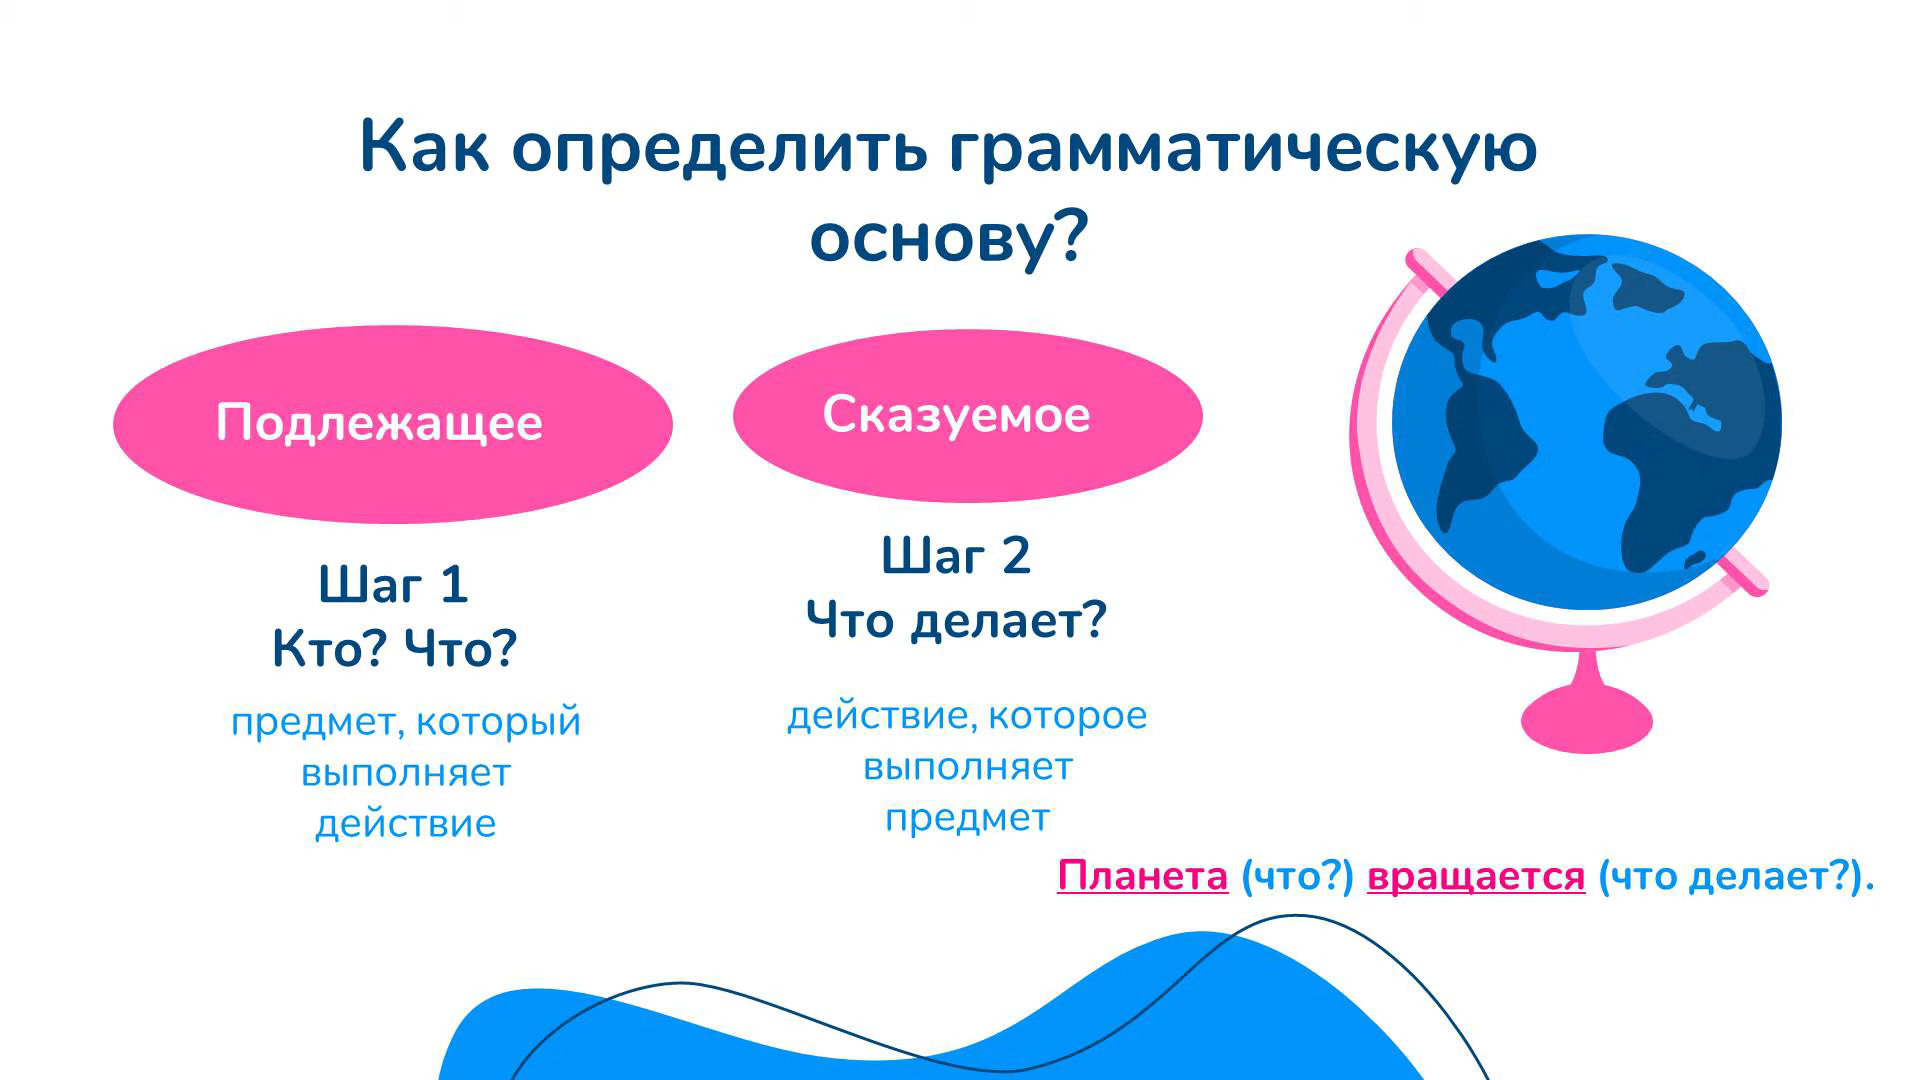 Как определить грамматическую
основу?
Подлежащее
Шаг 1
Кто? Что?
предмет, который
выполняет
действие
Сказуемое
Шаг 2
Что делает?
действие, которое
выполняет
предмет
Планета (что?) вращается (что делает?).